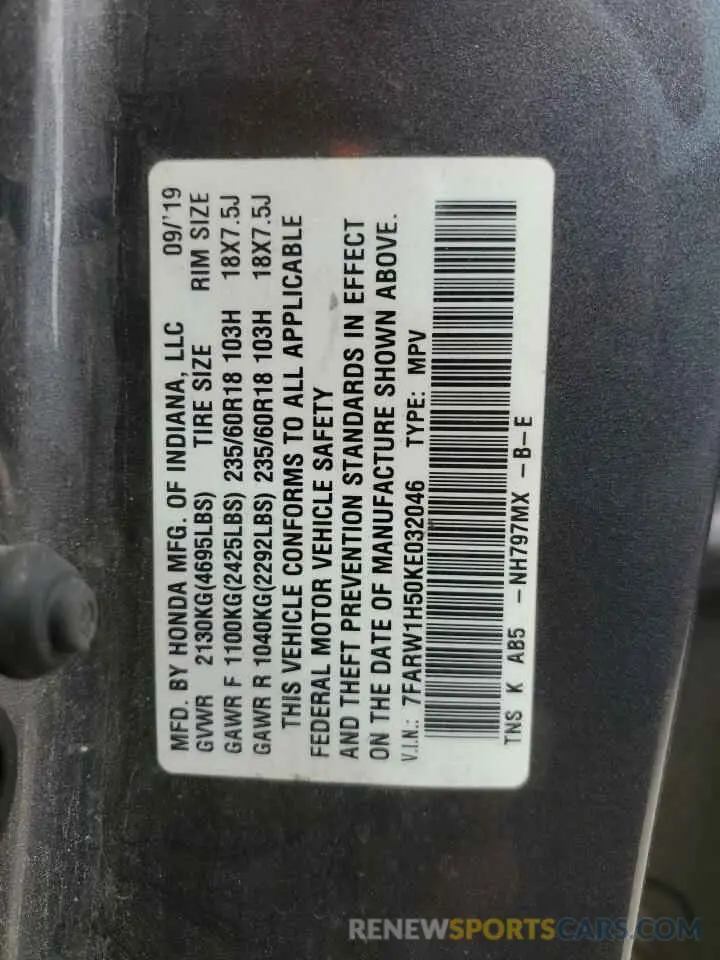 MFD. BY HONDA MFG. OF INDIANA, LLC 09/'19
GVWR 2130KG(4695LBS) TIRE SIZE RIM SIZE
GAWR F 1100KG(2425LBS) 235/60R18 103H 18X7.5J
GAWR R 1040KG(2292LBS) 235/60R18 103H 18X7.5J
THIS VEHICLE CONFORMS TO ALL APPLICABLE
FEDERAL MOTOR VEHICLE SAFETY
AND THEFT PREVENTION STANDARDS IN EFFECT
ON THE DATE OF MANUFACTURE SHOWN ABOVE.
V.I.N.: 7FARW1H50KE032046 TYPE: MPV
TNS K AB5 -NH797MX -B-E
RENEWSPORTSCARS.COM